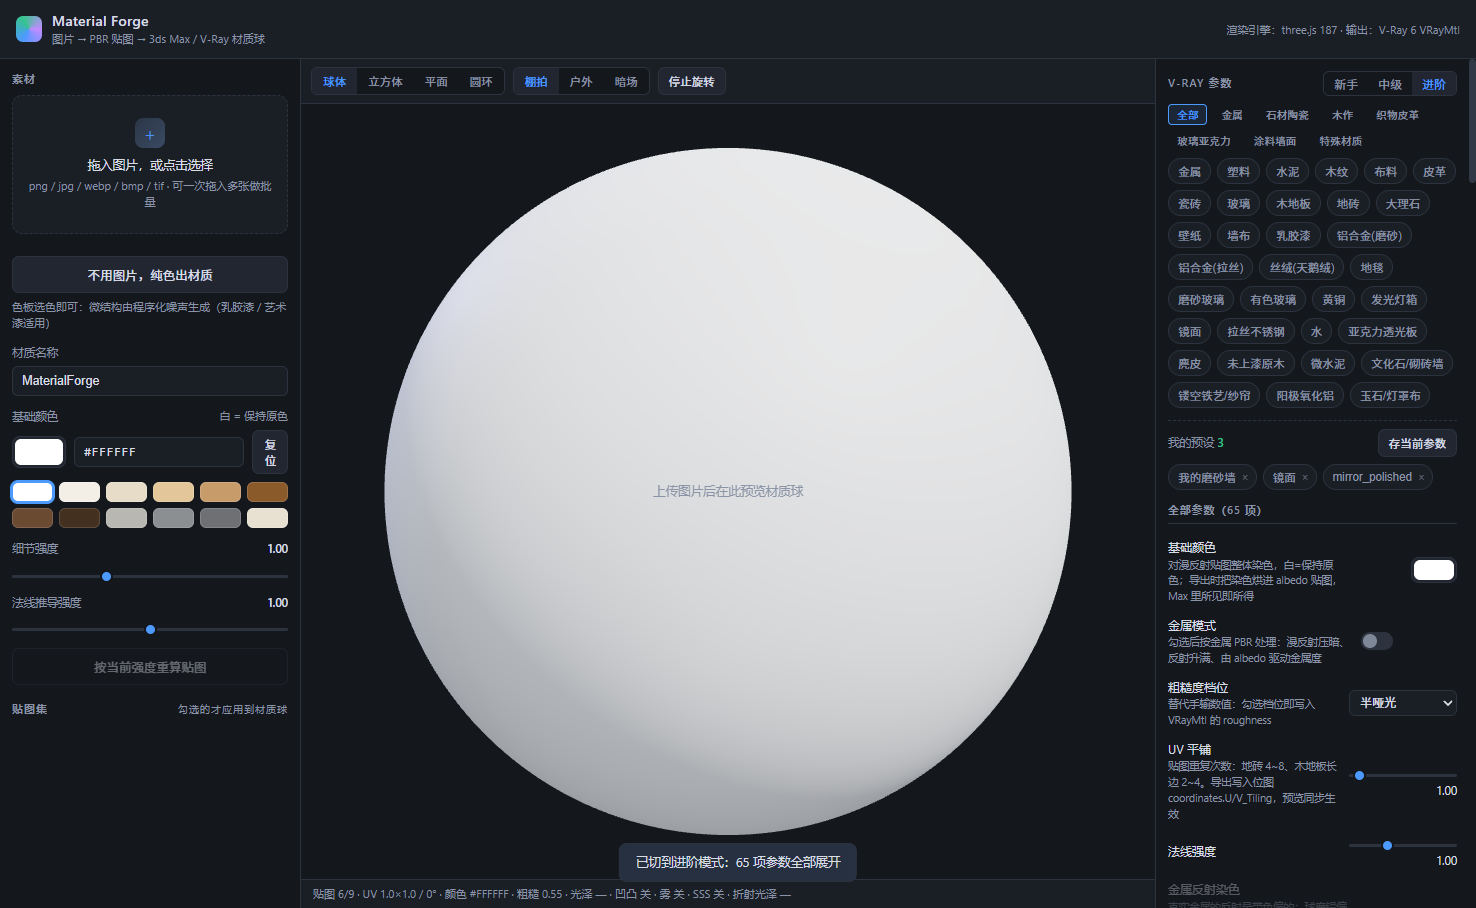 Material Forge
图片 → PBR 贴图 → 3ds Max / V-Ray 材质球
渲染引擎：three.js 187 · 输出：V-Ray 6 VRayMtl
素材
+
拖入图片，或点击选择
png / jpg / webp / bmp / tif · 可一次拖入多张做批
量
不用图片，纯色出材质
色板选色即可：微结构由程序化噪声生成（乳胶漆 / 艺术
漆适用）
材质名称
MaterialForge
基础颜色 白 = 保持原色
#FFFFFF
复
位
细节强度 1.00
法线推导强度 1.00
按当前强度重算贴图
贴图集 勾选的才应用到材质球
球体 立方体 平面 圆环 棚拍 户外 暗场 停止旋转
上传图片后在此预览材质球
已切到进阶模式：65 项参数全部展开
贴图 6/9 · UV 1.0×1.0 / 0° · 颜色 #FFFFFF · 粗糙 0.55 · 光泽 — · 凹凸 关 · 雾 关 · SSS 关 · 折射光泽 —
V-RAY 参数 新手 中级 进阶
全部 金属 石材陶瓷 木作 织物皮革
玻璃亚克力 涂料墙面 特殊材质
金属 塑料 水泥 木纹 布料 皮革
瓷砖 玻璃 木地板 地砖 大理石
壁纸 墙布 乳胶漆 铝合金(磨砂)
铝合金(拉丝) 丝绒(天鹅绒) 地毯
磨砂玻璃 有色玻璃 黄铜 发光灯箱
镜面 拉丝不锈钢 水 亚克力透光板
麂皮 未上漆原木 微水泥 文化石/砌砖墙
镂空铁艺/纱帘 阳极氧化铝 玉石/灯罩布
我的预设 3 存当前参数
我的磨砂墙 × 镜面 × mirror_polished ×
全部参数（65 项）
基础颜色
对漫反射贴图整体染色，白=保持原
色；导出时把染色烘进 albedo 贴图，
Max 里所见即所得
金属模式
勾选后按金属 PBR 处理：漫反射压暗、
反射升满、由 albedo 驱动金属度
粗糙度档位
替代手输数值：勾选档位即写入
VRayMtl 的 roughness
半哑光
UV 平铺
贴图重复次数：地砖 4~8、木地板长
边 2~4。导出写入位图
coordinates.U/V_Tiling，预览同步生
效
1.00
法线强度
1.00
金属反射染色